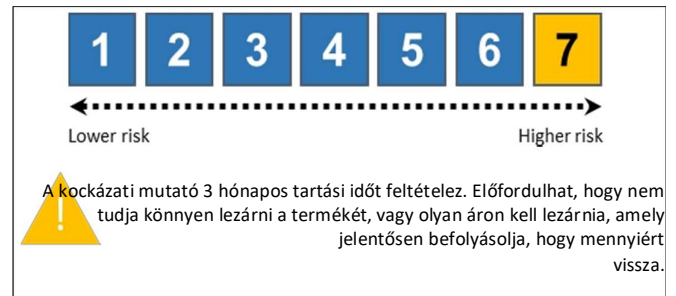 1 2 3 4 5 6 7
Lower risk Higher risk
A kockázati mutató 3 hónapos tartási időt feltételez. Előfordulhat, hogy nem
tudja könnyen lezárni a termékét, vagy olyan áron kell lezárnia, amely
jelentősen befolyásolja, hogy mennyiért
vissza.